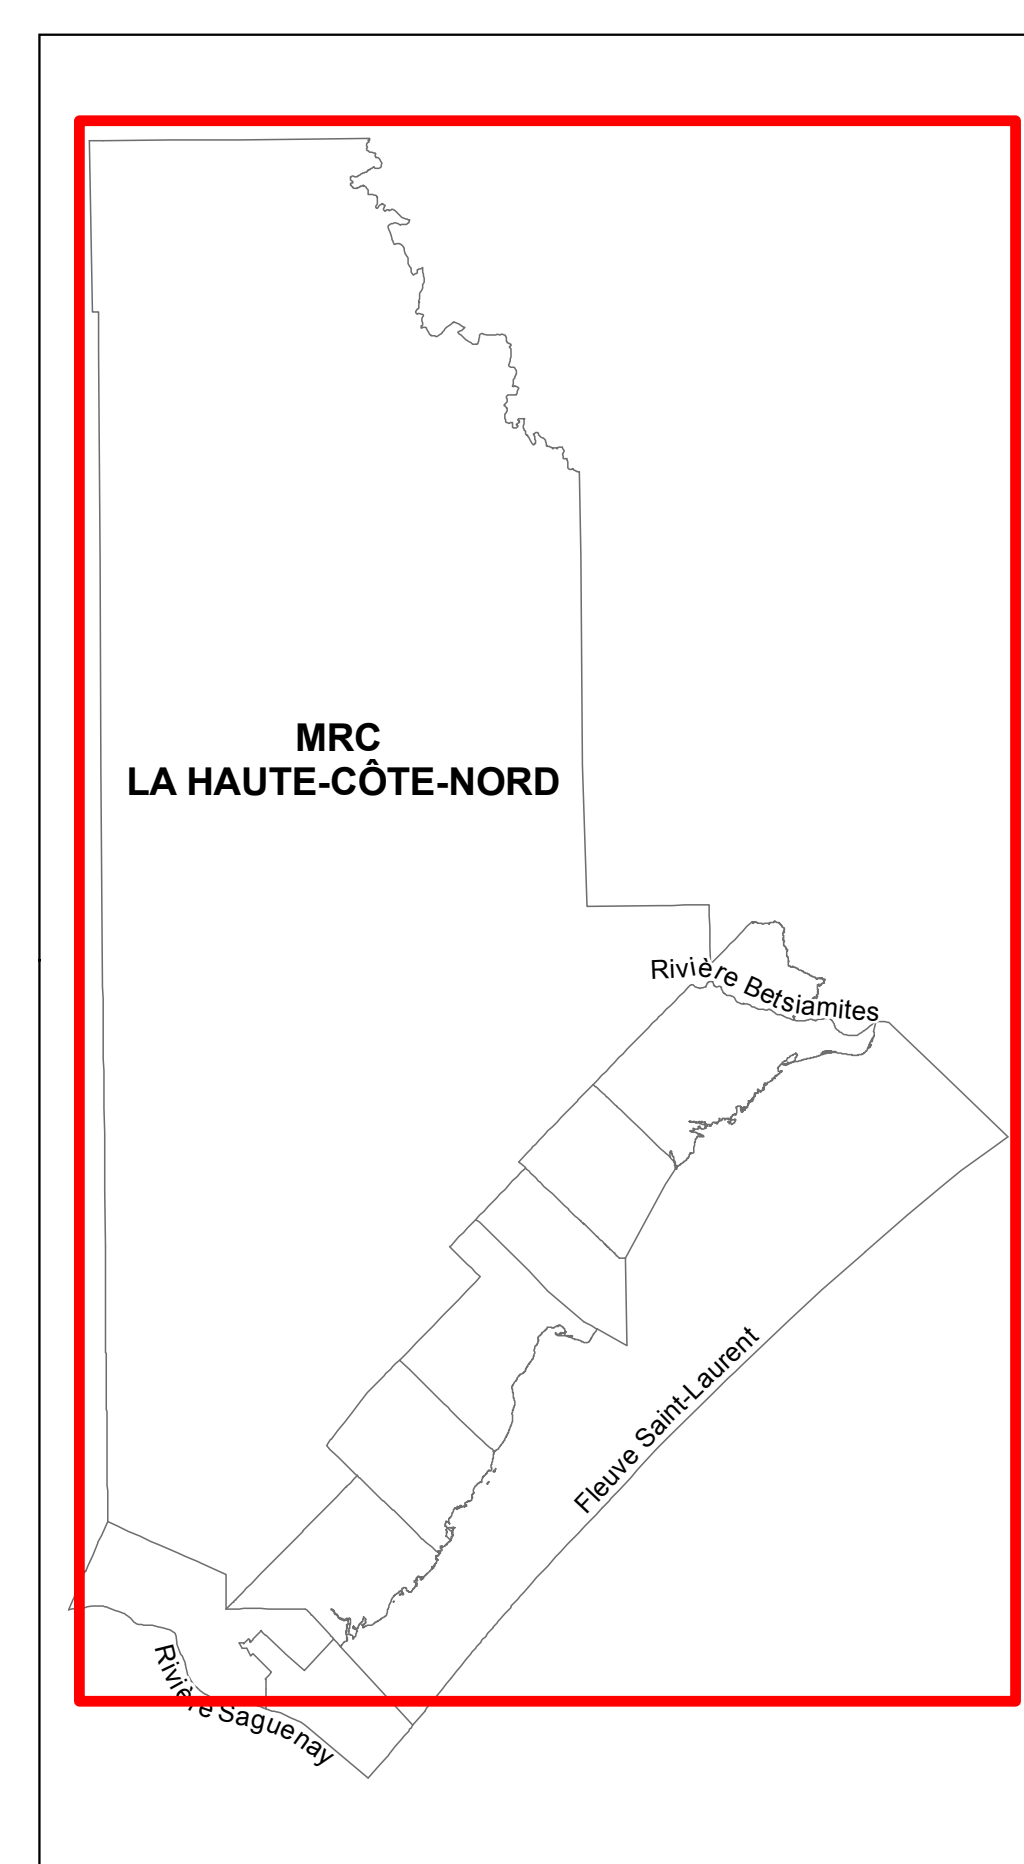 MRC
LA HAUTE-CÔTE-NORD
Rivière Betsiamites
Fleuve Saint-Laurent
Rivière Saguenay